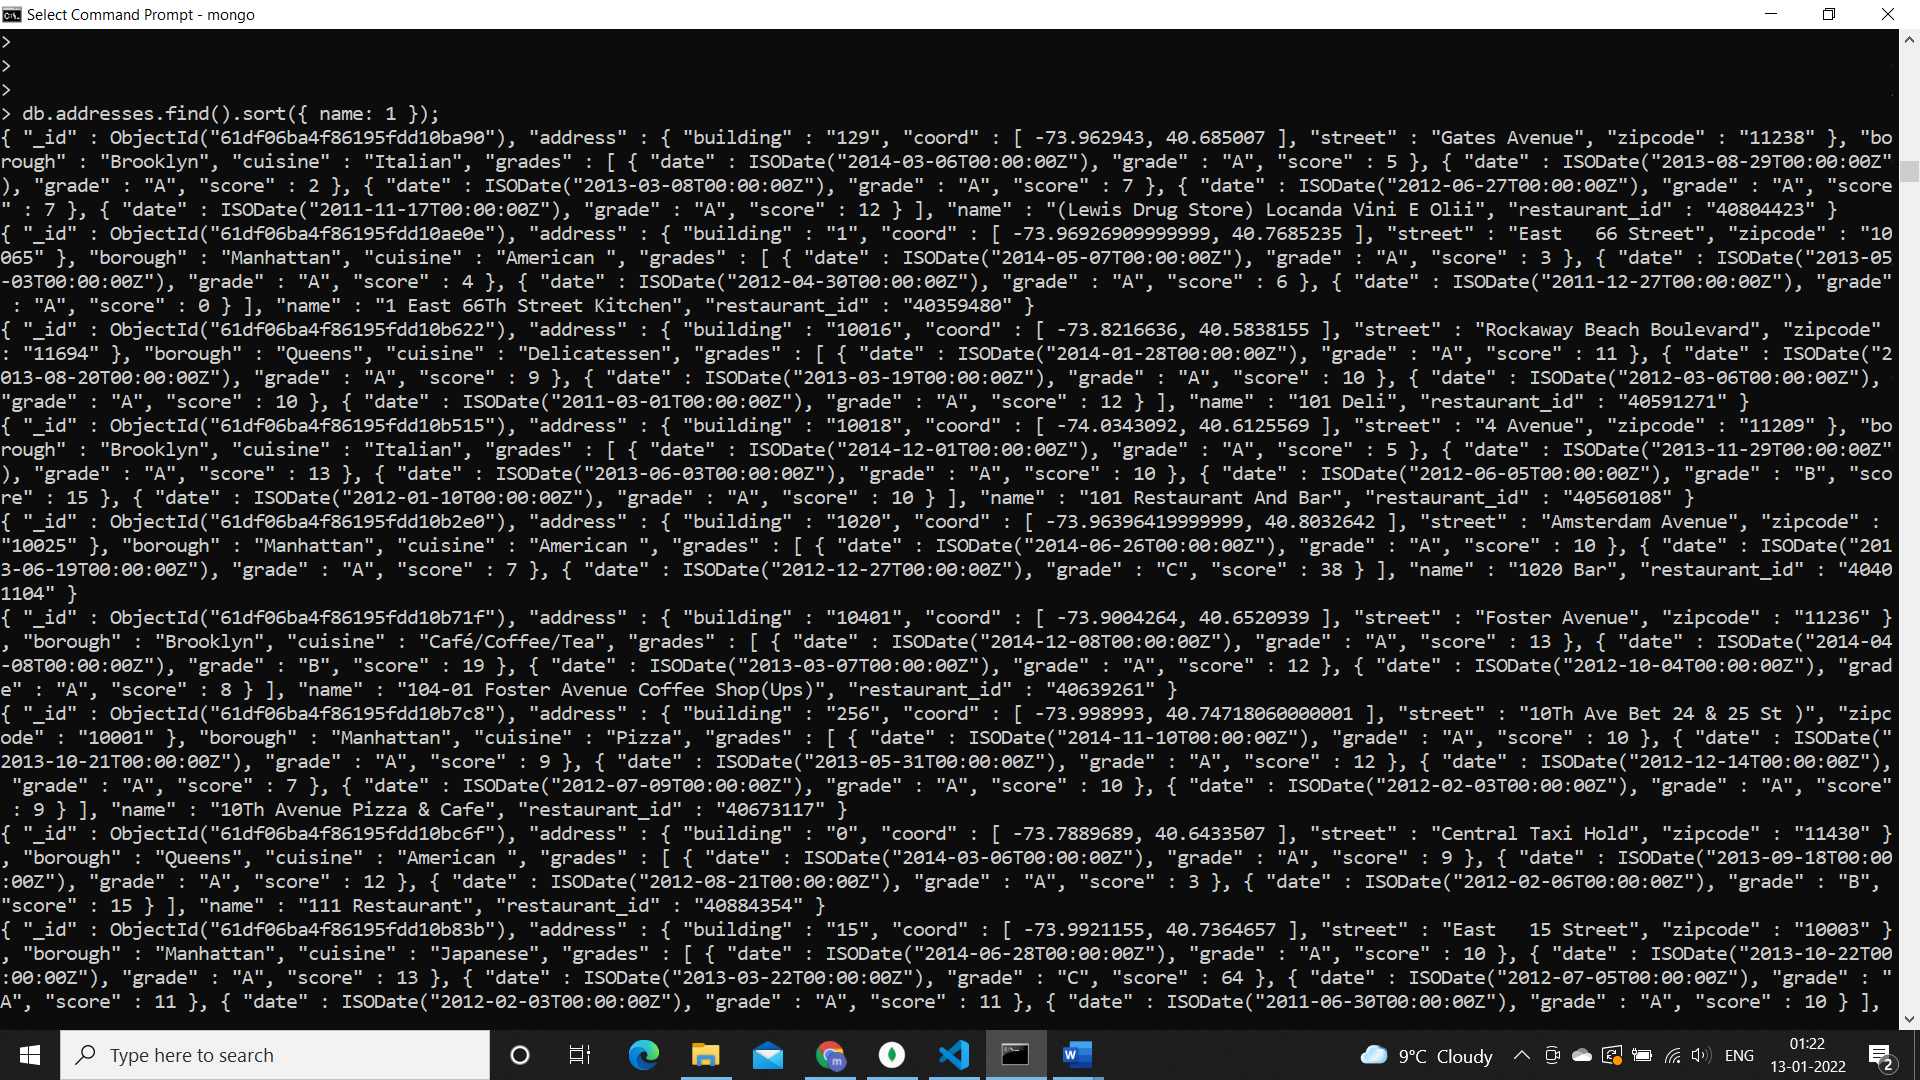 Select Command Prompt - mongo
>
>
>
> db.addresses.find().sort({ name: 1 });
{ "_id" : ObjectId("61df06ba4f86195fdd10ba90"), "address" : { "building" : "129", "coord" : [ -73.962943, 40.685007 ], "street" : "Gates Avenue", "zipcode" : "11238" }, "bo
rough" : "Brooklyn", "cuisine" : "Italian", "grades" : [ { "date" : ISODate("2014-03-06T00:00:00Z"), "grade" : "A", "score" : 5 }, { "date" : ISODate("2013-08-29T00:00:00Z"
), "grade" : "A", "score" : 2 }, { "date" : ISODate("2013-03-08T00:00:00Z"), "grade" : "A", "score" : 7 }, { "date" : ISODate("2012-06-27T00:00:00Z"), "grade" : "A", "score
" : 7 }, { "date" : ISODate("2011-11-17T00:00:00Z"), "grade" : "A", "score" : 12 } ], "name" : "(Lewis Drug Store) Locanda Vini E Olii", "restaurant_id" : "40804423" }
{ "_id" : ObjectId("61df06ba4f86195fdd10ae0e"), "address" : { "building" : "1", "coord" : [ -73.96926909999999, 40.7685235 ], "street" : "East   66 Street", "zipcode" : "10
065" }, "borough" : "Manhattan", "cuisine" : "American ", "grades" : [ { "date" : ISODate("2014-05-07T00:00:00Z"), "grade" : "A", "score" : 3 }, { "date" : ISODate("2013-05
-03T00:00:00Z"), "grade" : "A", "score" : 4 }, { "date" : ISODate("2012-04-30T00:00:00Z"), "grade" : "A", "score" : 6 }, { "date" : ISODate("2011-12-27T00:00:00Z"), "grade"
 : "A", "score" : 0 } ], "name" : "1 East 66Th Street Kitchen", "restaurant_id" : "40359480" }
{ "_id" : ObjectId("61df06ba4f86195fdd10b622"), "address" : { "building" : "10016", "coord" : [ -73.8216636, 40.5838155 ], "street" : "Rockaway Beach Boulevard", "zipcode"
: "11694" }, "borough" : "Queens", "cuisine" : "Delicatessen", "grades" : [ { "date" : ISODate("2014-01-28T00:00:00Z"), "grade" : "A", "score" : 11 }, { "date" : ISODate("2
013-08-20T00:00:00Z"), "grade" : "A", "score" : 9 }, { "date" : ISODate("2013-03-19T00:00:00Z"), "grade" : "A", "score" : 10 }, { "date" : ISODate("2012-03-06T00:00:00Z"),
"grade" : "A", "score" : 10 }, { "date" : ISODate("2011-03-01T00:00:00Z"), "grade" : "A", "score" : 12 } ], "name" : "101 Deli", "restaurant_id" : "40591271" }
{ "_id" : ObjectId("61df06ba4f86195fdd10b515"), "address" : { "building" : "10018", "coord" : [ -74.0343092, 40.6125569 ], "street" : "4 Avenue", "zipcode" : "11209" }, "bo
rough" : "Brooklyn", "cuisine" : "Italian", "grades" : [ { "date" : ISODate("2014-12-01T00:00:00Z"), "grade" : "A", "score" : 5 }, { "date" : ISODate("2013-11-29T00:00:00Z"
), "grade" : "A", "score" : 13 }, { "date" : ISODate("2013-06-03T00:00:00Z"), "grade" : "A", "score" : 10 }, { "date" : ISODate("2012-06-05T00:00:00Z"), "grade" : "B", "sco
re" : 15 }, { "date" : ISODate("2012-01-10T00:00:00Z"), "grade" : "A", "score" : 10 } ], "name" : "101 Restaurant And Bar", "restaurant_id" : "40560108" }
{ "_id" : ObjectId("61df06ba4f86195fdd10b2e0"), "address" : { "building" : "1020", "coord" : [ -73.96396419999999, 40.8032642 ], "street" : "Amsterdam Avenue", "zipcode" :
"10025" }, "borough" : "Manhattan", "cuisine" : "American ", "grades" : [ { "date" : ISODate("2014-06-26T00:00:00Z"), "grade" : "A", "score" : 10 }, { "date" : ISODate("201
3-06-19T00:00:00Z"), "grade" : "A", "score" : 7 }, { "date" : ISODate("2012-12-27T00:00:00Z"), "grade" : "C", "score" : 38 } ], "name" : "1020 Bar", "restaurant_id" : "4040
1104" }
{ "_id" : ObjectId("61df06ba4f86195fdd10b71f"), "address" : { "building" : "10401", "coord" : [ -73.9004264, 40.6520939 ], "street" : "Foster Avenue", "zipcode" : "11236" }
, "borough" : "Brooklyn", "cuisine" : "Café/Coffee/Tea", "grades" : [ { "date" : ISODate("2014-12-08T00:00:00Z"), "grade" : "A", "score" : 13 }, { "date" : ISODate("2014-04
-08T00:00:00Z"), "grade" : "B", "score" : 19 }, { "date" : ISODate("2013-03-07T00:00:00Z"), "grade" : "A", "score" : 12 }, { "date" : ISODate("2012-10-04T00:00:00Z"), "grad
e" : "A", "score" : 8 } ], "name" : "104-01 Foster Avenue Coffee Shop(Ups)", "restaurant_id" : "40639261" }
{ "_id" : ObjectId("61df06ba4f86195fdd10b7c8"), "address" : { "building" : "256", "coord" : [ -73.998993, 40.74718060000001 ], "street" : "10Th Ave Bet 24 & 25 St )", "zipc
ode" : "10001" }, "borough" : "Manhattan", "cuisine" : "Pizza", "grades" : [ { "date" : ISODate("2014-11-10T00:00:00Z"), "grade" : "A", "score" : 10 }, { "date" : ISODate("
2013-10-21T00:00:00Z"), "grade" : "A", "score" : 9 }, { "date" : ISODate("2013-05-31T00:00:00Z"), "grade" : "A", "score" : 12 }, { "date" : ISODate("2012-12-14T00:00:00Z"),
 "grade" : "A", "score" : 7 }, { "date" : ISODate("2012-07-09T00:00:00Z"), "grade" : "A", "score" : 10 }, { "date" : ISODate("2012-02-03T00:00:00Z"), "grade" : "A", "score"
 : 9 } ], "name" : "10Th Avenue Pizza & Cafe", "restaurant_id" : "40673117" }
{ "_id" : ObjectId("61df06ba4f86195fdd10bc6f"), "address" : { "building" : "0", "coord" : [ -73.7889689, 40.6433507 ], "street" : "Central Taxi Hold", "zipcode" : "11430" }
, "borough" : "Queens", "cuisine" : "American ", "grades" : [ { "date" : ISODate("2014-03-06T00:00:00Z"), "grade" : "A", "score" : 9 }, { "date" : ISODate("2013-09-18T00:00
:00Z"), "grade" : "A", "score" : 12 }, { "date" : ISODate("2012-08-21T00:00:00Z"), "grade" : "A", "score" : 3 }, { "date" : ISODate("2012-02-06T00:00:00Z"), "grade" : "B",
"score" : 15 } ], "name" : "111 Restaurant", "restaurant_id" : "40884354" }
{ "_id" : ObjectId("61df06ba4f86195fdd10b83b"), "address" : { "building" : "15", "coord" : [ -73.9921155, 40.7364657 ], "street" : "East   15 Street", "zipcode" : "10003" }
, "borough" : "Manhattan", "cuisine" : "Japanese", "grades" : [ { "date" : ISODate("2014-06-28T00:00:00Z"), "grade" : "A", "score" : 10 }, { "date" : ISODate("2013-10-22T00
:00:00Z"), "grade" : "A", "score" : 13 }, { "date" : ISODate("2013-03-22T00:00:00Z"), "grade" : "C", "score" : 64 }, { "date" : ISODate("2012-07-05T00:00:00Z"), "grade" : "
A", "score" : 11 }, { "date" : ISODate("2012-02-03T00:00:00Z"), "grade" : "A", "score" : 11 }, { "date" : ISODate("2011-06-30T00:00:00Z"), "grade" : "A", "score" : 10 } ],
Type here to search
9°C Cloudy
ENG
01:22
13-01-2022
2